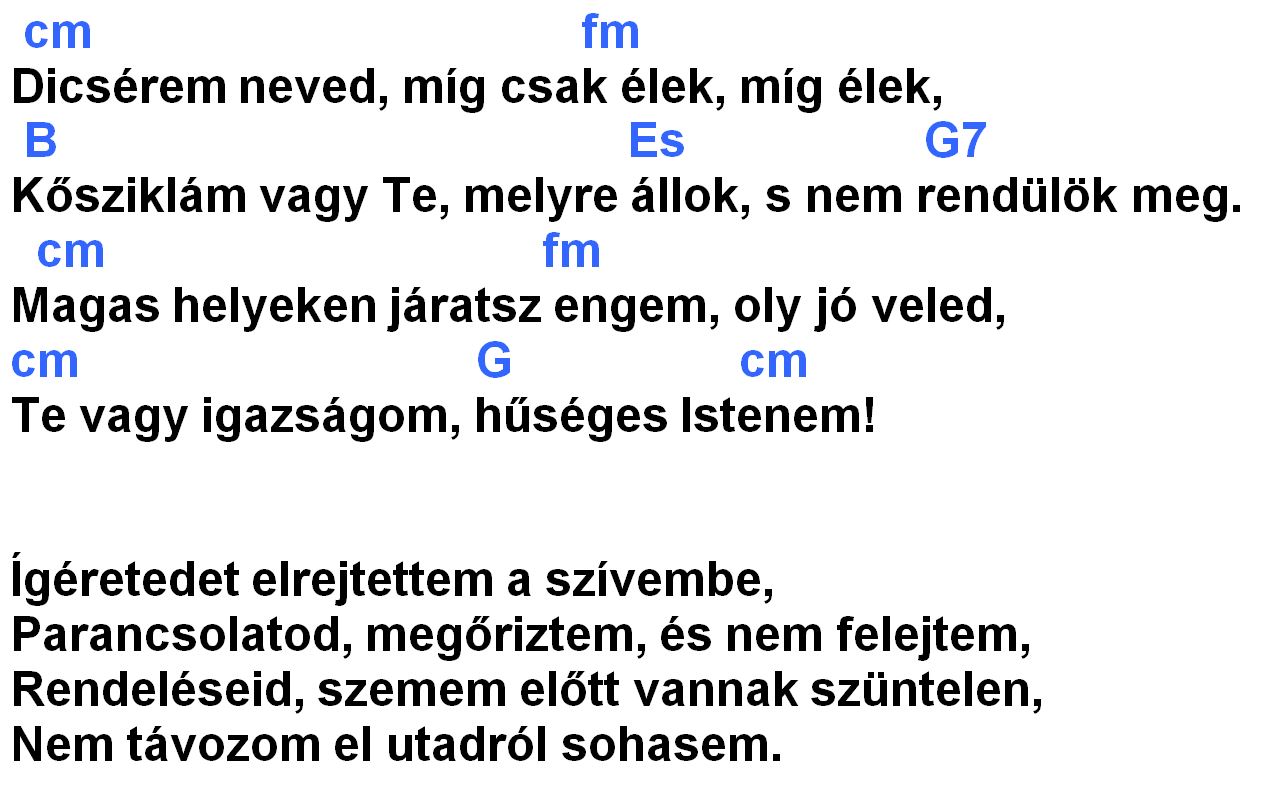 cm fm
Dicsérem neved, míg csak élek, míg élek,
B Es G7
Kősziklám vagy Te, melyre állok, s nem rendülök meg.
cm fm
Magas helyeken járatsz engem, oly jó veled,
cm G cm
Te vagy igazságom, hűséges Istenem!
Ígéretedet elrejtettem a szívembe,
Parancsolatod, megőriztem, és nem felejtem,
Rendeléseid, szemem előtt vannak szüntelen,
Nem távozom el utadról sohasem.